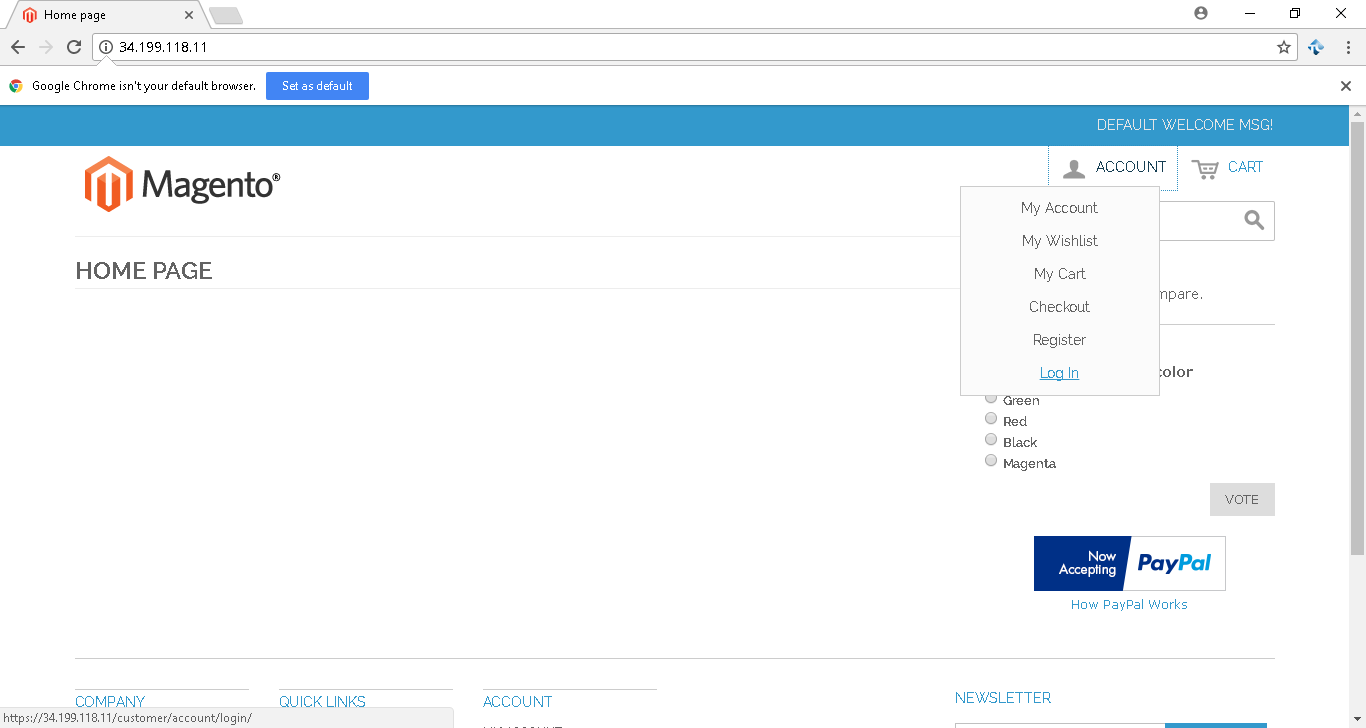 Home page
34.199.118.11
Google Chrome isn't your default browser. Set as default
DEFAULT WELCOME MSG!
Magento®
ACCOUNT
CART
My Account
My Wishlist
My Cart
Checkout
Register
Log In
HOME PAGE
mpare.
color
Green
Red
Black
Magenta
VOTE
Now
Accepting
PayPal
How PayPal Works
COMPANY
QUICK LINKS
ACCOUNT
NEWSLETTER
https://34.199.118.11/customer/account/login/